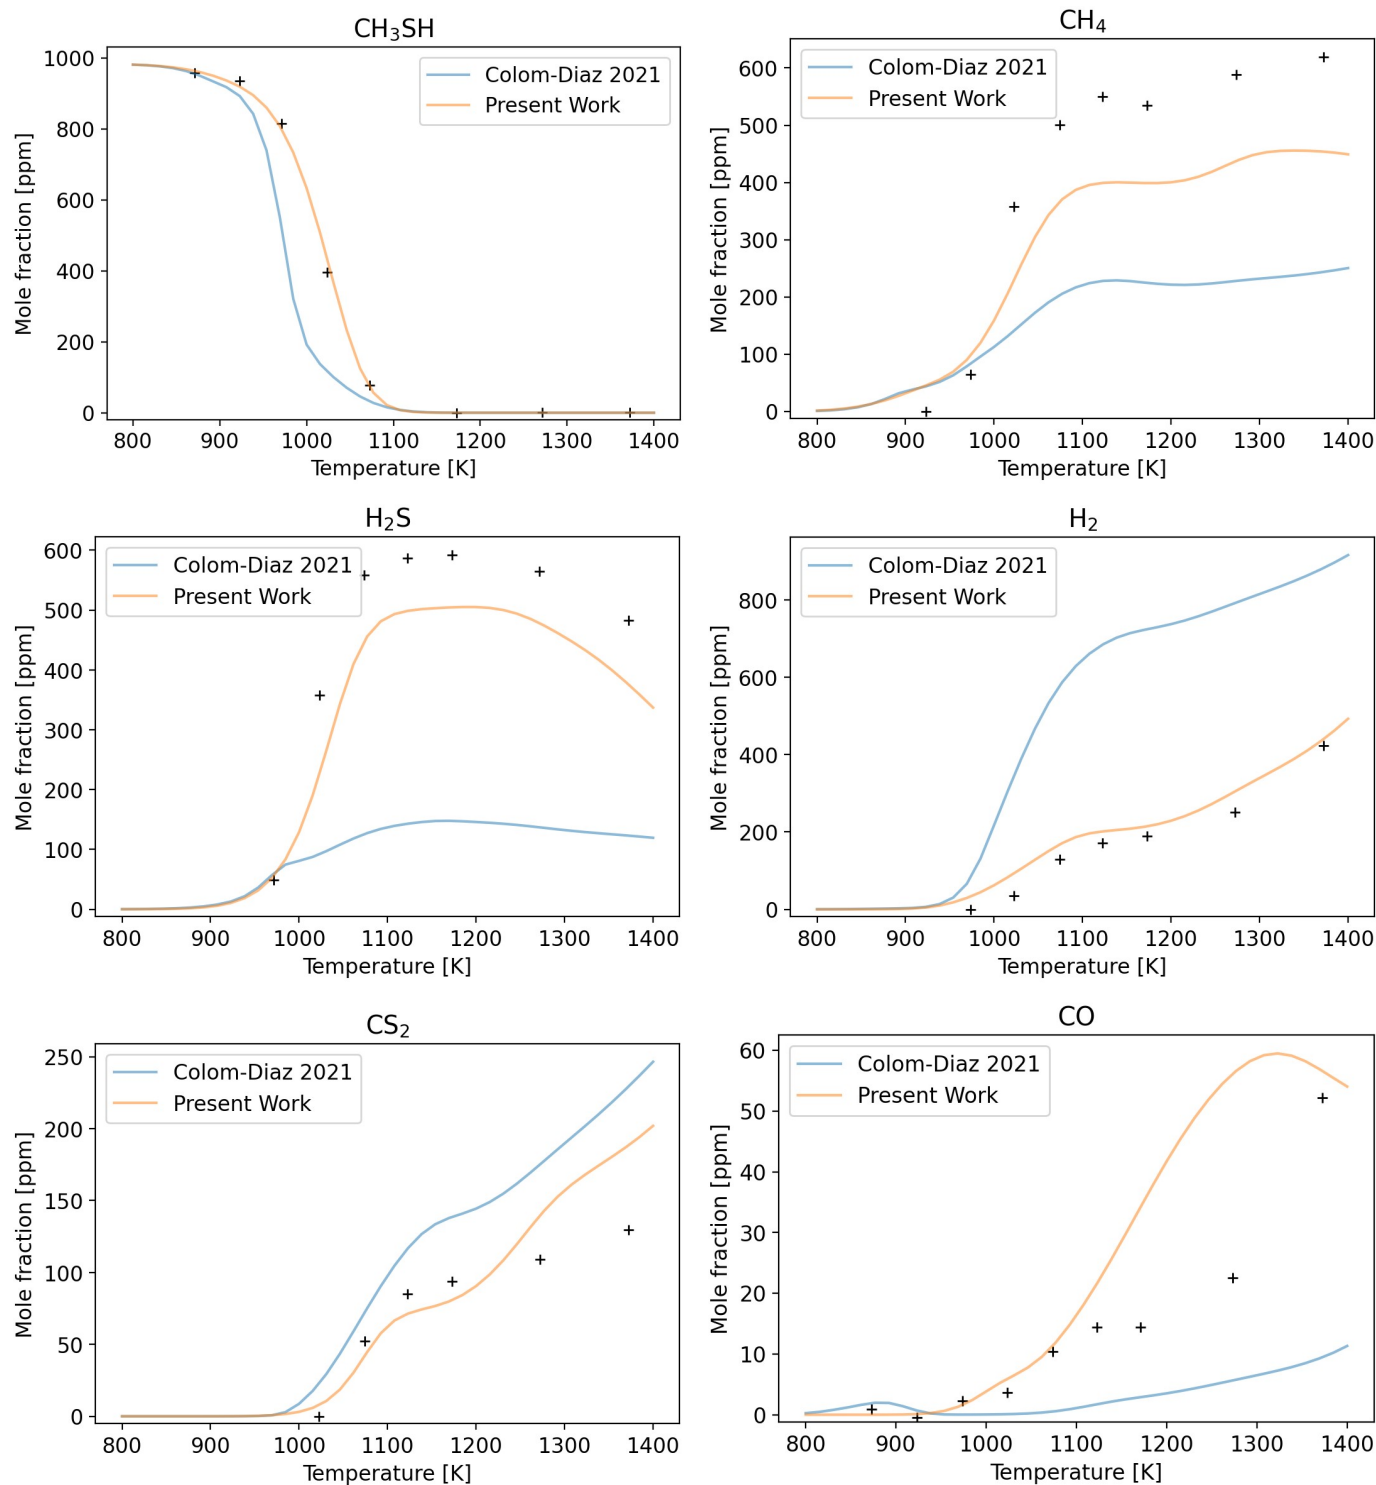 CH₃SH
Colom-Diaz 2021
Present Work
1000
800
600
400
200
0
Mole fraction [ppm]
800 900 1000 1100 1200 1300 1400
Temperature [K]
CH₄
Colom-Diaz 2021
Present Work
600
500
400
300
200
100
0
Mole fraction [ppm]
800 900 1000 1100 1200 1300 1400
Temperature [K]
H₂S
Colom-Diaz 2021
Present Work
600
500
400
300
200
100
0
Mole fraction [ppm]
800 900 1000 1100 1200 1300 1400
Temperature [K]
H₂
Colom-Diaz 2021
Present Work
800
600
400
200
0
Mole fraction [ppm]
800 900 1000 1100 1200 1300 1400
Temperature [K]
CS₂
Colom-Diaz 2021
Present Work
250
200
150
100
50
0
Mole fraction [ppm]
800 900 1000 1100 1200 1300 1400
Temperature [K]
CO
Colom-Diaz 2021
Present Work
60
50
40
30
20
10
0
Mole fraction [ppm]
800 900 1000 1100 1200 1300 1400
Temperature [K]